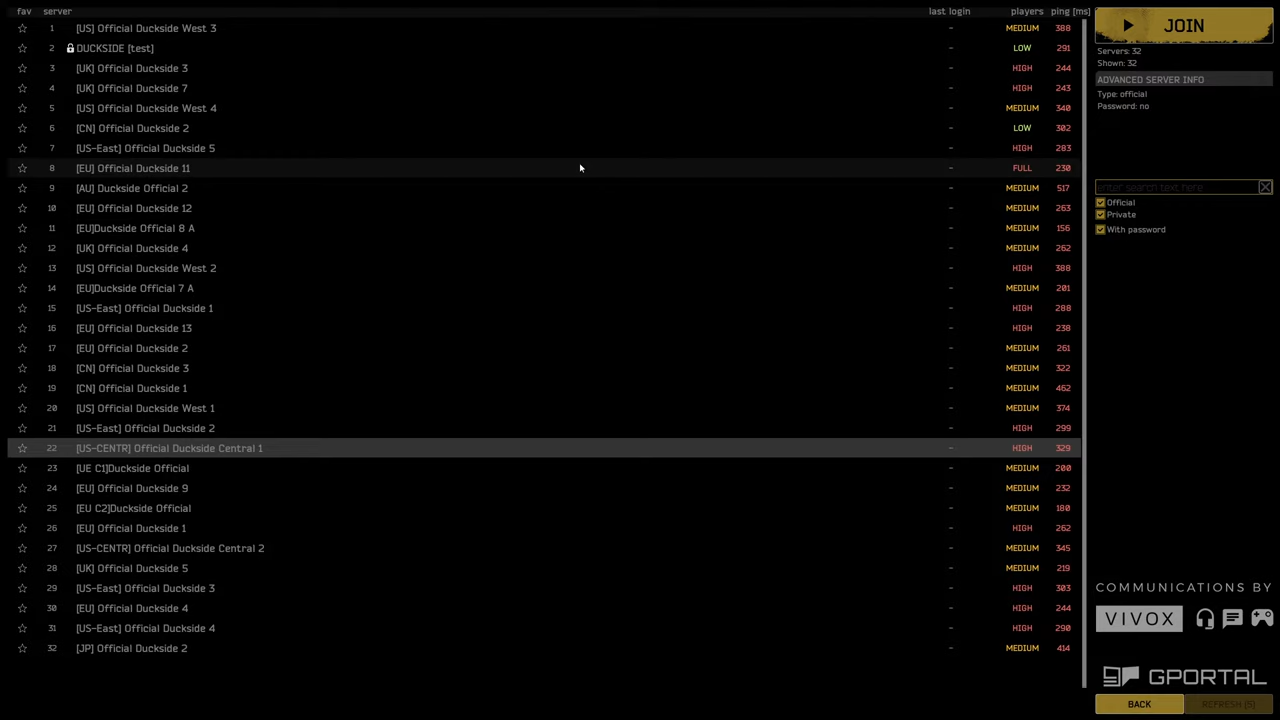 fav server last login players ping [ms]
1 [US] Official Duckside West 3 - MEDIUM 388
2 DUCKSIDE [test] - LOW 291
3 [UK] Official Duckside 3 - HIGH 244
4 [UK] Official Duckside 7 - HIGH 243
5 [US] Official Duckside West 4 - MEDIUM 340
6 [CN] Official Duckside 2 - LOW 302
7 [US-East] Official Duckside 5 - HIGH 283
8 [EU] Official Duckside 11 - FULL 230
9 [AU] Duckside Official 2 - MEDIUM 517
10 [EU] Official Duckside 12 - MEDIUM 263
11 [EU]Duckside Official 8 A - MEDIUM 156
12 [UK] Official Duckside 4 - MEDIUM 262
13 [US] Official Duckside West 2 - HIGH 388
14 [EU]Duckside Official 7 A - MEDIUM 201
15 [US-East] Official Duckside 1 - HIGH 288
16 [EU] Official Duckside 13 - HIGH 238
17 [EU] Official Duckside 2 - MEDIUM 261
18 [CN] Official Duckside 3 - MEDIUM 322
19 [CN] Official Duckside 1 - MEDIUM 462
20 [US] Official Duckside West 1 - MEDIUM 374
21 [US-East] Official Duckside 2 - HIGH 299
22 [US-CENTR] Official Duckside Central 1 - HIGH 329
23 [UE C1]Duckside Official - MEDIUM 200
24 [EU] Official Duckside 9 - MEDIUM 232
25 [EU C2]Duckside Official - MEDIUM 180
26 [EU] Official Duckside 1 - HIGH 262
27 [US-CENTR] Official Duckside Central 2 - MEDIUM 345
28 [UK] Official Duckside 5 - MEDIUM 219
29 [US-East] Official Duckside 3 - HIGH 303
30 [EU] Official Duckside 4 - HIGH 244
31 [US-East] Official Duckside 4 - HIGH 290
32 [JP] Official Duckside 2 - MEDIUM 414
JOIN
Servers: 32
Shown: 32
ADVANCED SERVER INFO
Type: official
Password: no
enter search text here
Official
Private
With password
COMMUNICATIONS BY
VIVOX
GPORTAL
BACK REFRESH (5)